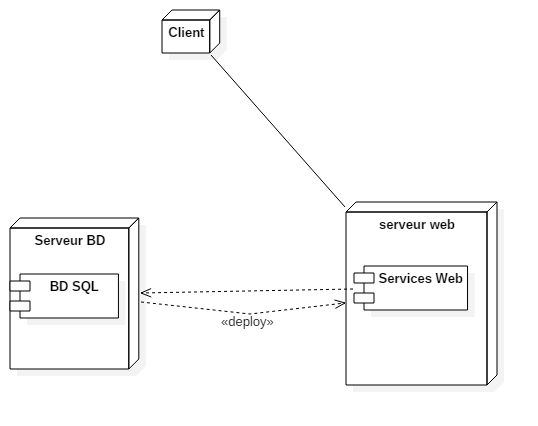 Client
Serveur BD
BD SQL
serveur web
Services Web
«deploy»